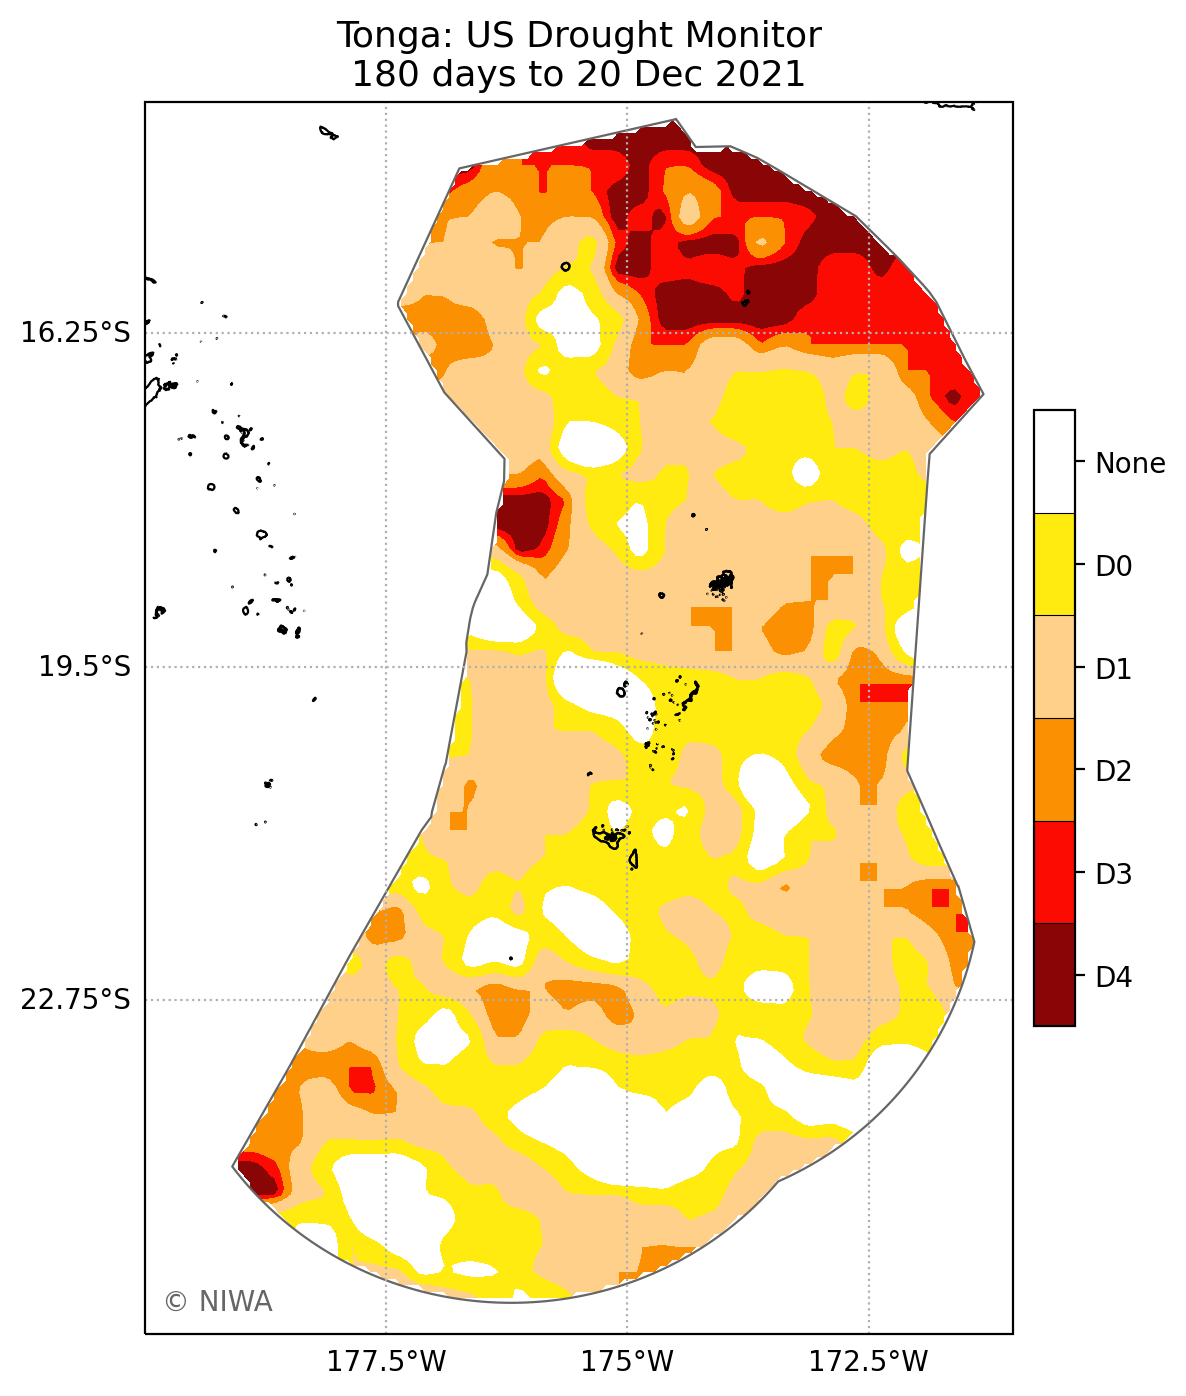 Tonga: US Drought Monitor
180 days to 20 Dec 2021
16.25°S
19.5°S
22.75°S
177.5°W
175°W
172.5°W
None
D0
D1
D2
D3
D4
© NIWA